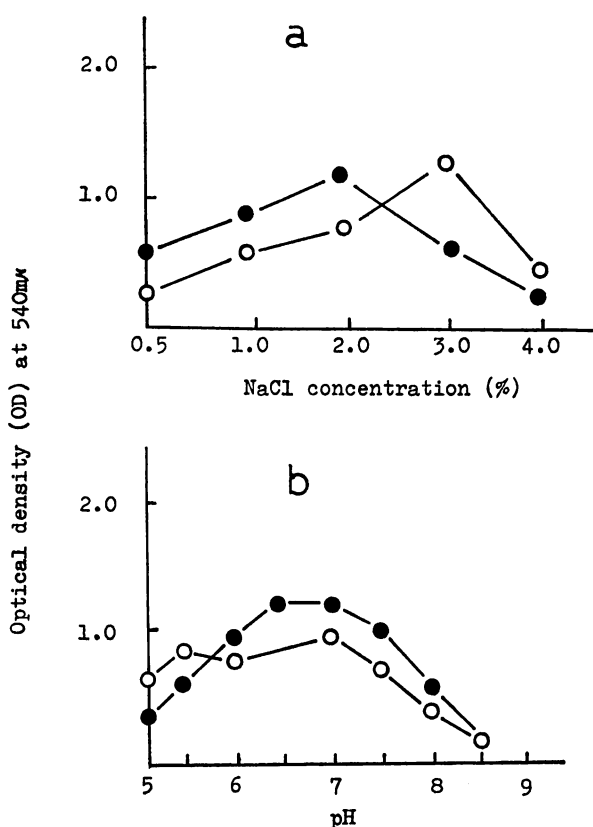 a
2.0
1.0
0.5 1.0 2.0 3.0 4.0
NaCl concentration (%)
Optical density (OD) at 540mμ
b
2.0
1.0
5 6 7 8 9
pH